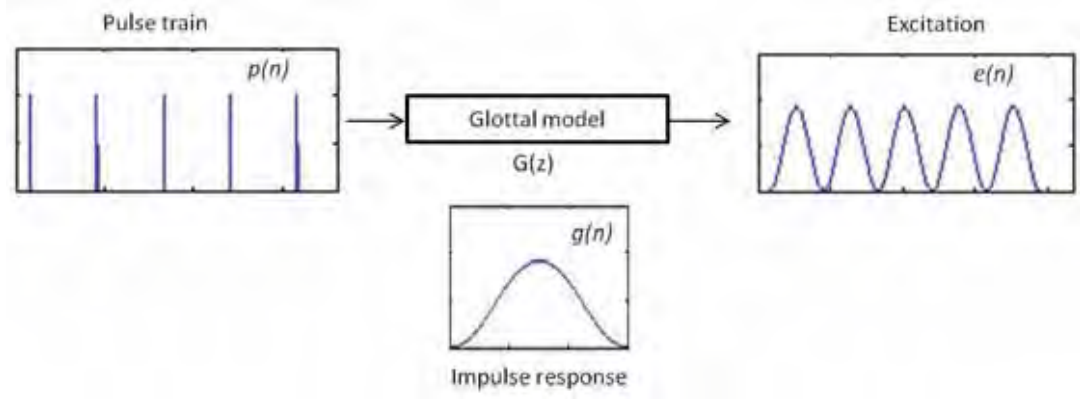 Pulse train
p(n)
Glottal model
G(z)
Excitation
e(n)
g(n)
Impulse response